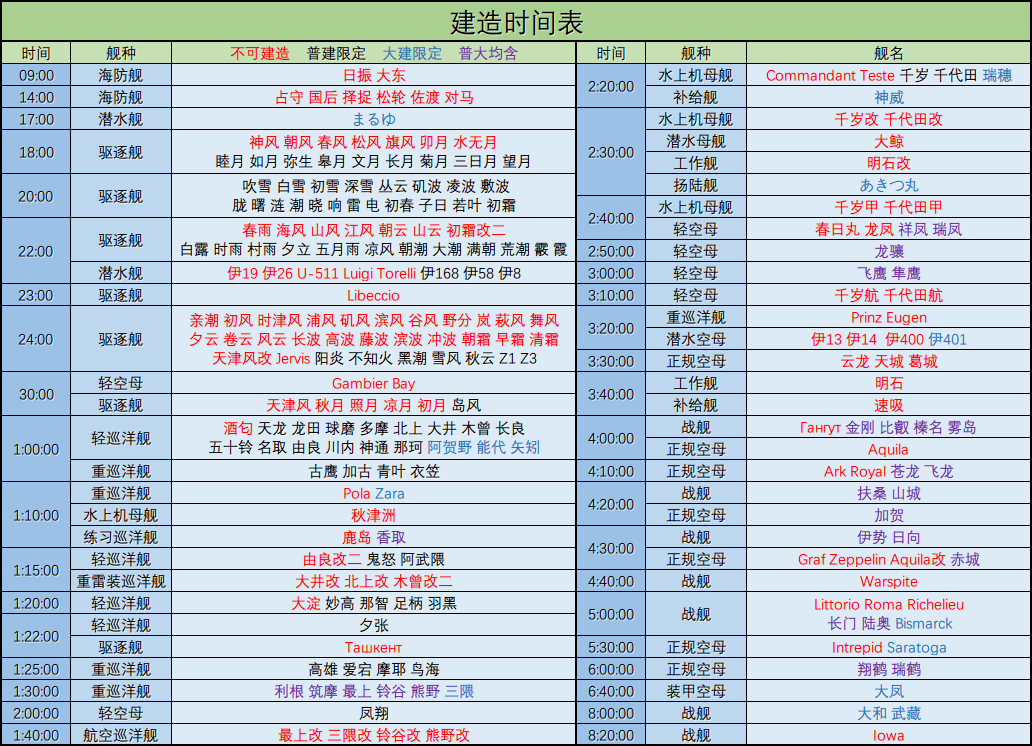 建造时间表
时间 舰种 不可建造 普建限定 大建限定 普大均含
09:00 海防舰 日振 大东
14:00 海防舰 占守 国后 择捉 松轮 佐渡 对马
17:00 潜水舰 まるゆ
18:00 驱逐舰 神风 朝风 春风 松风 旗风 卯月 水无月
睦月 如月 弥生 皋月 文月 长月 菊月 三日月 望月
20:00 驱逐舰 吹雪 白雪 初雪 深雪 丛云 矶波 凌波 敷波
胧 曙 涟 潮 晓 响 雷 电 初春 子日 若叶 初霜
22:00 驱逐舰 春雨 海风 山风 江风 朝云 山云 初霜改二
白露 时雨 村雨 夕立 五月雨 凉风 朝潮 大潮 满朝 荒潮 霰 霞
潜水舰 伊19 伊26 U-511 Luigi Torelli 伊168 伊58 伊8
23:00 驱逐舰 Libeccio
24:00 驱逐舰 亲潮 初风 时津风 浦风 矶风 滨风 谷风 野分 岚 萩风 舞风
夕云 卷云 风云 长波 高波 藤波 滨波 冲波 朝霜 早霜 清霜
天津风改 Jervis 阳炎 不知火 黑潮 雪风 秋云 Z1 Z3
30:00 轻空母 Gambier Bay
驱逐舰 天津风 秋月 照月 凉月 初月 岛风
1:00:00 轻巡洋舰 酒匂 天龙 龙田 球磨 多摩 北上 大井 木曾 长良
五十铃 名取 由良 川内 神通 那珂 阿贺野 能代 矢矧
重巡洋舰 古鹰 加古 青叶 衣笠
1:10:00 重巡洋舰 Pola Zara
水上机母舰 秋津洲
练习巡洋舰 鹿岛 香取
1:15:00 轻巡洋舰 由良改二 鬼怒 阿武隈
重雷装巡洋舰 大井改 北上改 木曾改二
1:20:00 轻巡洋舰 大淀 妙高 那智 足柄 羽黑
1:22:00 轻巡洋舰 夕张
驱逐舰 Ташкент
1:25:00 重巡洋舰 高雄 爱宕 摩耶 鸟海
1:30:00 重巡洋舰 利根 筑摩 最上 铃谷 熊野 三隈
2:00:00 轻空母 凤翔
1:40:00 航空巡洋舰 最上改 三隈改 铃谷改 熊野改
时间 舰种 舰名
2:20:00 水上机母舰 Commandant Teste 千岁 千代田 瑞穗
补给舰 神威
2:30:00 水上机母舰 千岁改 千代田改
潜水母舰 大鲸
工作舰 明石改
扬陆舰 あきつ丸
2:40:00 水上机母舰 千岁甲 千代田甲
轻空母 春日丸 龙凤 祥凤 瑞凤
2:50:00 轻空母 龙骧
3:00:00 轻空母 飞鹰 隼鹰
3:10:00 轻空母 千岁航 千代田航
3:20:00 重巡洋舰 Prinz Eugen
潜水空母 伊13 伊14 伊400 伊401
3:30:00 正规空母 云龙 天城 葛城
3:40:00 工作舰 明石
补给舰 速吸
4:00:00 战舰 Гангут 金刚 比叡 榛名 雾岛
正规空母 Aquila
4:10:00 正规空母 Ark Royal 苍龙 飞龙
4:20:00 战舰 扶桑 山城
正规空母 加贺
4:30:00 战舰 伊势 日向
正规空母 Graf Zeppelin Aquila改 赤城
4:40:00 战舰 Warspite
5:00:00 战舰 Littorio Roma Richelieu
长门 陆奥 Bismarck
5:30:00 正规空母 Intrepid Saratoga
6:00:00 正规空母 翔鹤 瑞鹤
6:40:00 装甲空母 大凤
8:00:00 战舰 大和 武藏
8:20:00 战舰 Iowa